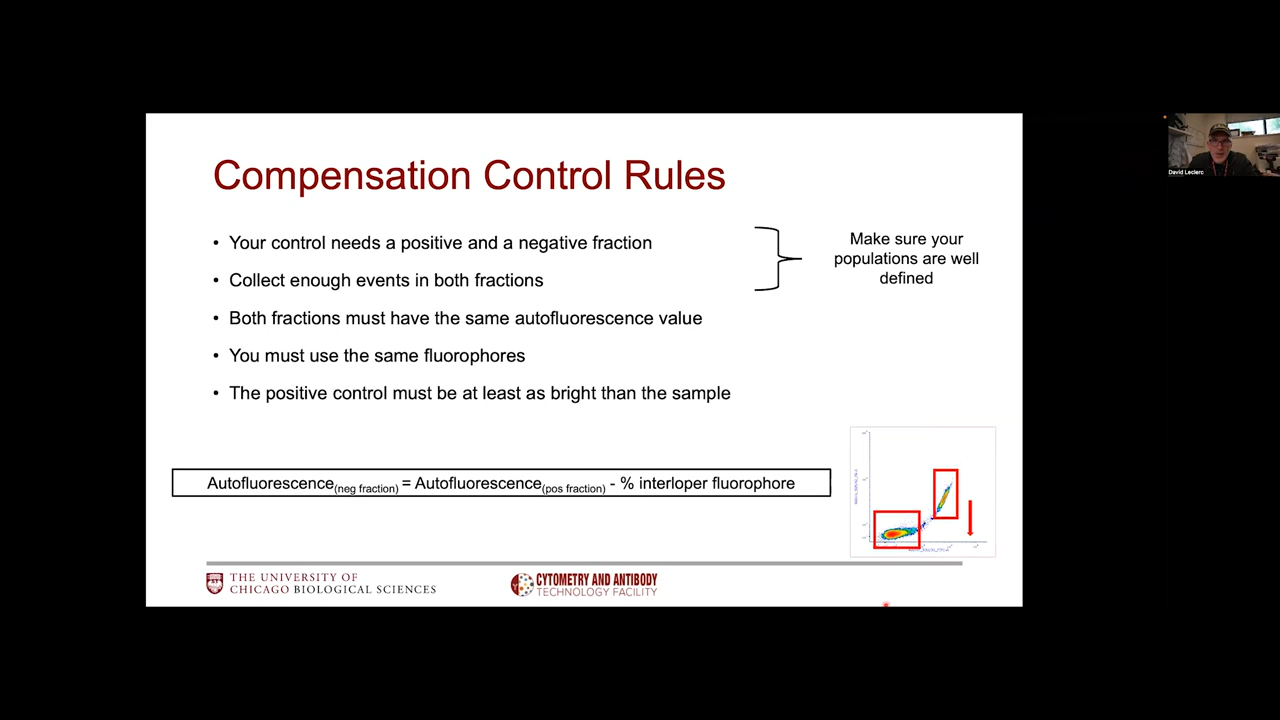 Compensation Control Rules
• Your control needs a positive and a negative fraction
• Collect enough events in both fractions
• Both fractions must have the same autofluorescence value
• You must use the same fluorophores
• The positive control must be at least as bright than the sample
Make sure your
populations are well
defined
Autofluorescence(neg fraction) = Autofluorescence(pos fraction) - % interloper fluorophore
THE UNIVERSITY OF
CHICAGO BIOLOGICAL SCIENCES
CYTOMETRY AND ANTIBODY
TECHNOLOGY FACILITY
David Leclerc